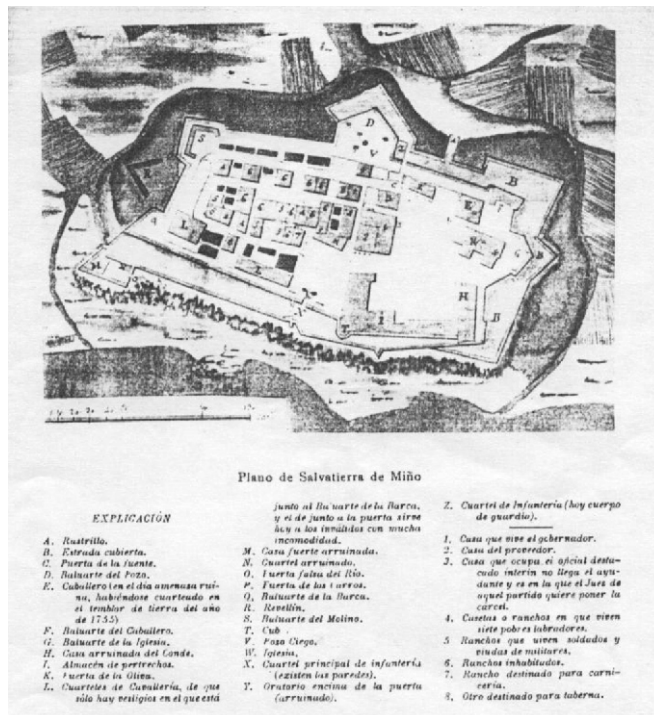 Plano de Salvatierra de Miño
EXPLICACIÓN
A. Rastrillo.
B. Estrada cubierta.
C. Puerta de la fuente.
D. Baluarte del Pozo.
E. Caballero (en el día amenaza rui-
na, habiéndose cuarteado en
el temblor de tierra del año
de 1755)
F. Baluarte del Caballero.
G. Baluarte de la Iglesia.
H. Casa arruinada del Conde.
I. Almacén de pertrechos.
K. Puerta de la Oliva.
L. Cuarteles de Cavallería, de que
sólo hay vestigios en el que está
junto al Baluarte de la Barca,
y el de junto a la puerta sirve
hoy a los inválidos con mucha
incomodidad.
M. Casa fuerte arruinada.
N. Cuartel arruinado.
O. Puerta falsa del Río.
P. Puerta de los Carros.
Q. Baluarte de la Barca.
R. Revellín.
S. Baluarte del Molino.
T. Cub
V. Pozo Ciego.
W. Iglesia.
X. Cuartel principal de infantería
(existen las paredes).
Y. Oratorio encima de la puerta
(arruinado).
Z. Cuartel de Infantería (hoy cuerpo
de guardia).
1. Casa que vive el gobernador.
2. Casa del proveedor.
3. Casa que ocupa el oficial desta-
cado interin no llega el ayu-
dante y es en la que el Juez de
aquel partido quiere poner la
cárcel.
4. Casetas o ranchos en que viven
siete pobres labradores.
5. Ranchos que viven soldados y
viudas de militares.
6. Ranchos inhabitados.
7. Rancho destinado para carni-
cería.
8. Otro destinado para taberna.